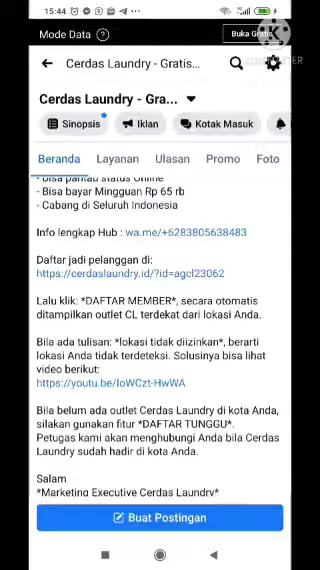 15:44
Mode Data
Buka Gratis
Cerdas Laundry - Gratis...
Cerdas Laundry - Gra...
Sinopsis
Iklan
Kotak Masuk
Beranda
Layanan
Ulasan
Promo
Foto
- Bisa pantau status Online
- Bisa bayar Mingguan Rp 65 rb
- Cabang di Seluruh Indonesia
Info lengkap Hub : wa.me/+6283805638483
Daftar jadi pelanggan di:
https://cerdaslaundry.id/?id=agcl23062
Lalu klik: *DAFTAR MEMBER*, secara otomatis
ditampilkan outlet CL terdekat dari lokasi Anda.
Bila ada tulisan: *lokasi tidak diizinkan*, berarti
lokasi Anda tidak terdeteksi. Solusinya bisa lihat
video berikut:
https://youtu.be/IoWCzt-HwWA
Bila belum ada outlet Cerdas Laundry di kota Anda,
silakan gunakan fitur *DAFTAR TUNGGU*.
Petugas kami akan menghubungi Anda bila Cerdas
Laundry sudah hadir di kota Anda.
Salam
*Marketing Executive Cerdas Laundry*
Buat Postingan